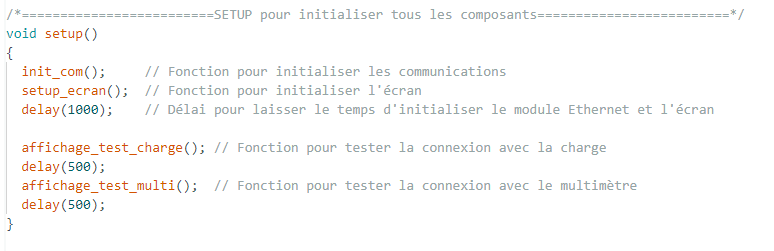 /*=========================SETUP pour initialiser tous les composants=========================*/
void setup()
{
  init_com();     // Fonction pour initialiser les communications
  setup_ecran();  // Fonction pour initialiser l'écran
  delay(1000);    // Délai pour laisser le temps d'initialiser le module Ethernet et l'écran

  affichage_test_charge(); // Fonction pour tester la connexion avec la charge
  delay(500);
  affichage_test_multi();  // Fonction pour tester la connexion avec le multimètre
  delay(500);
}